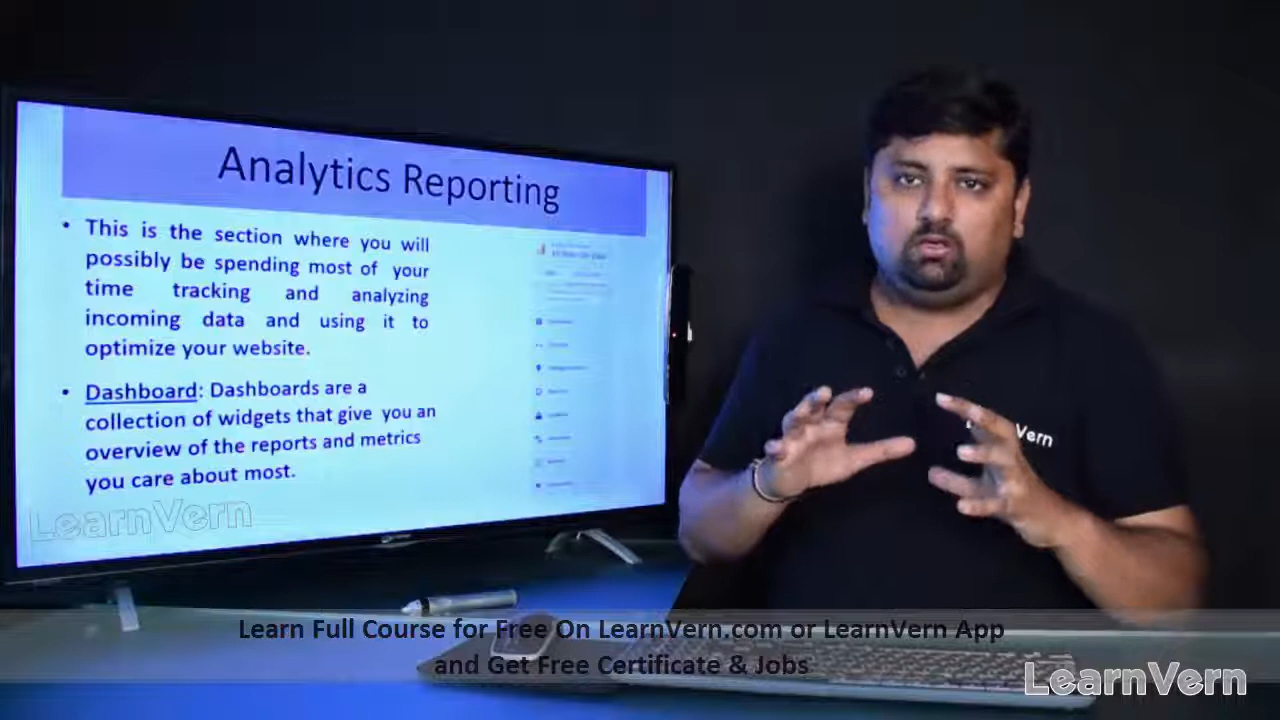 Analytics Reporting
• This is the section where you will
possibly be spending most of your
time tracking and analyzing
incoming data and using it to
optimize your website.
• Dashboard: Dashboards are a
collection of widgets that give you an
overview of the reports and metrics
you care about most.
LearnVern
Vern
Learn Full Course for Free On LearnVern.com or LearnVern App
and Get Free Certificate & Jobs
LearnVern